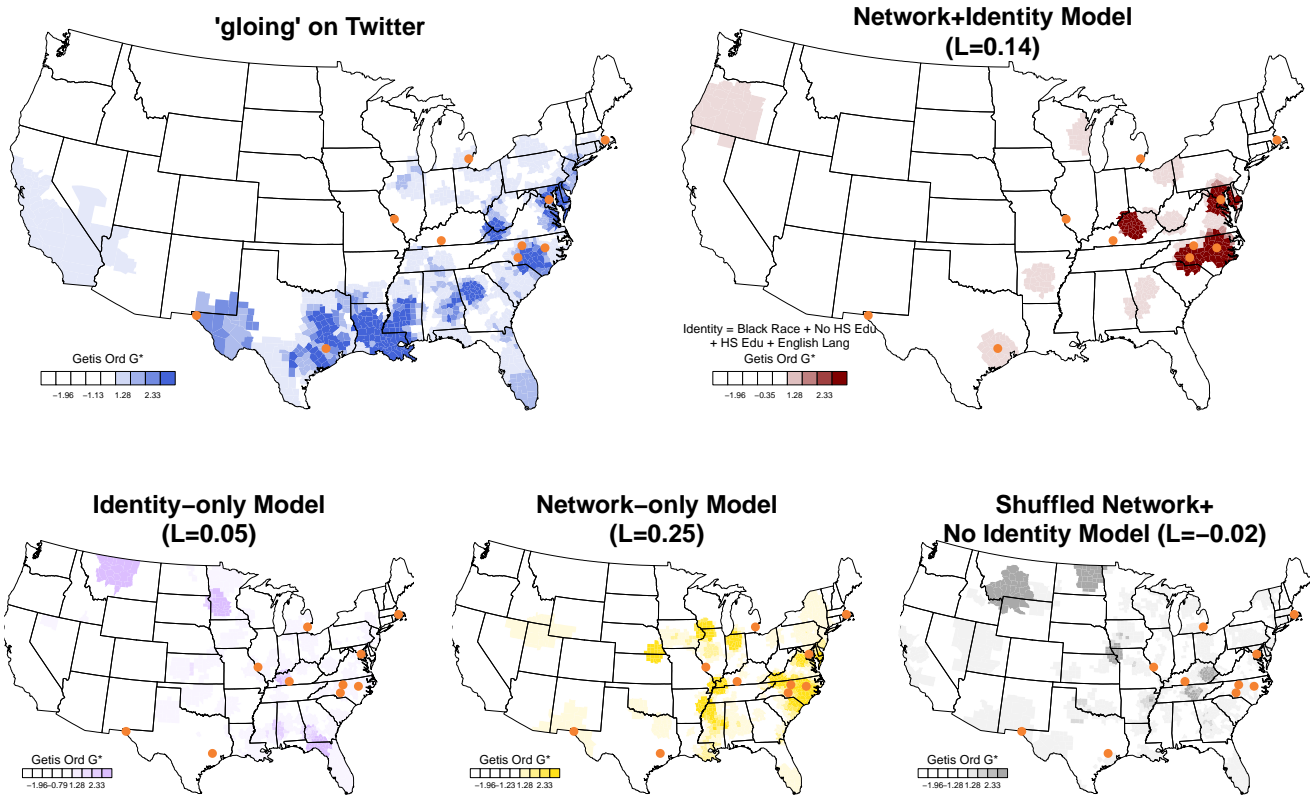 'gloing' on Twitter
Getis Ord G*
−1.96 −1.13 1.28 2.33
Network+Identity Model
(L=0.14)
Identity = Black Race + No HS Edu
+ HS Edu + English Lang
Getis Ord G*
−1.96 −0.35 1.28 2.33
Identity−only Model
(L=0.05)
Getis Ord G*
−1.96−0.79 1.28 2.33
Network−only Model
(L=0.25)
Getis Ord G*
−1.96−1.23 1.28 2.33
Shuffled Network+
No Identity Model (L=−0.02)
Getis Ord G*
−1.96−1.28 1.28 2.33